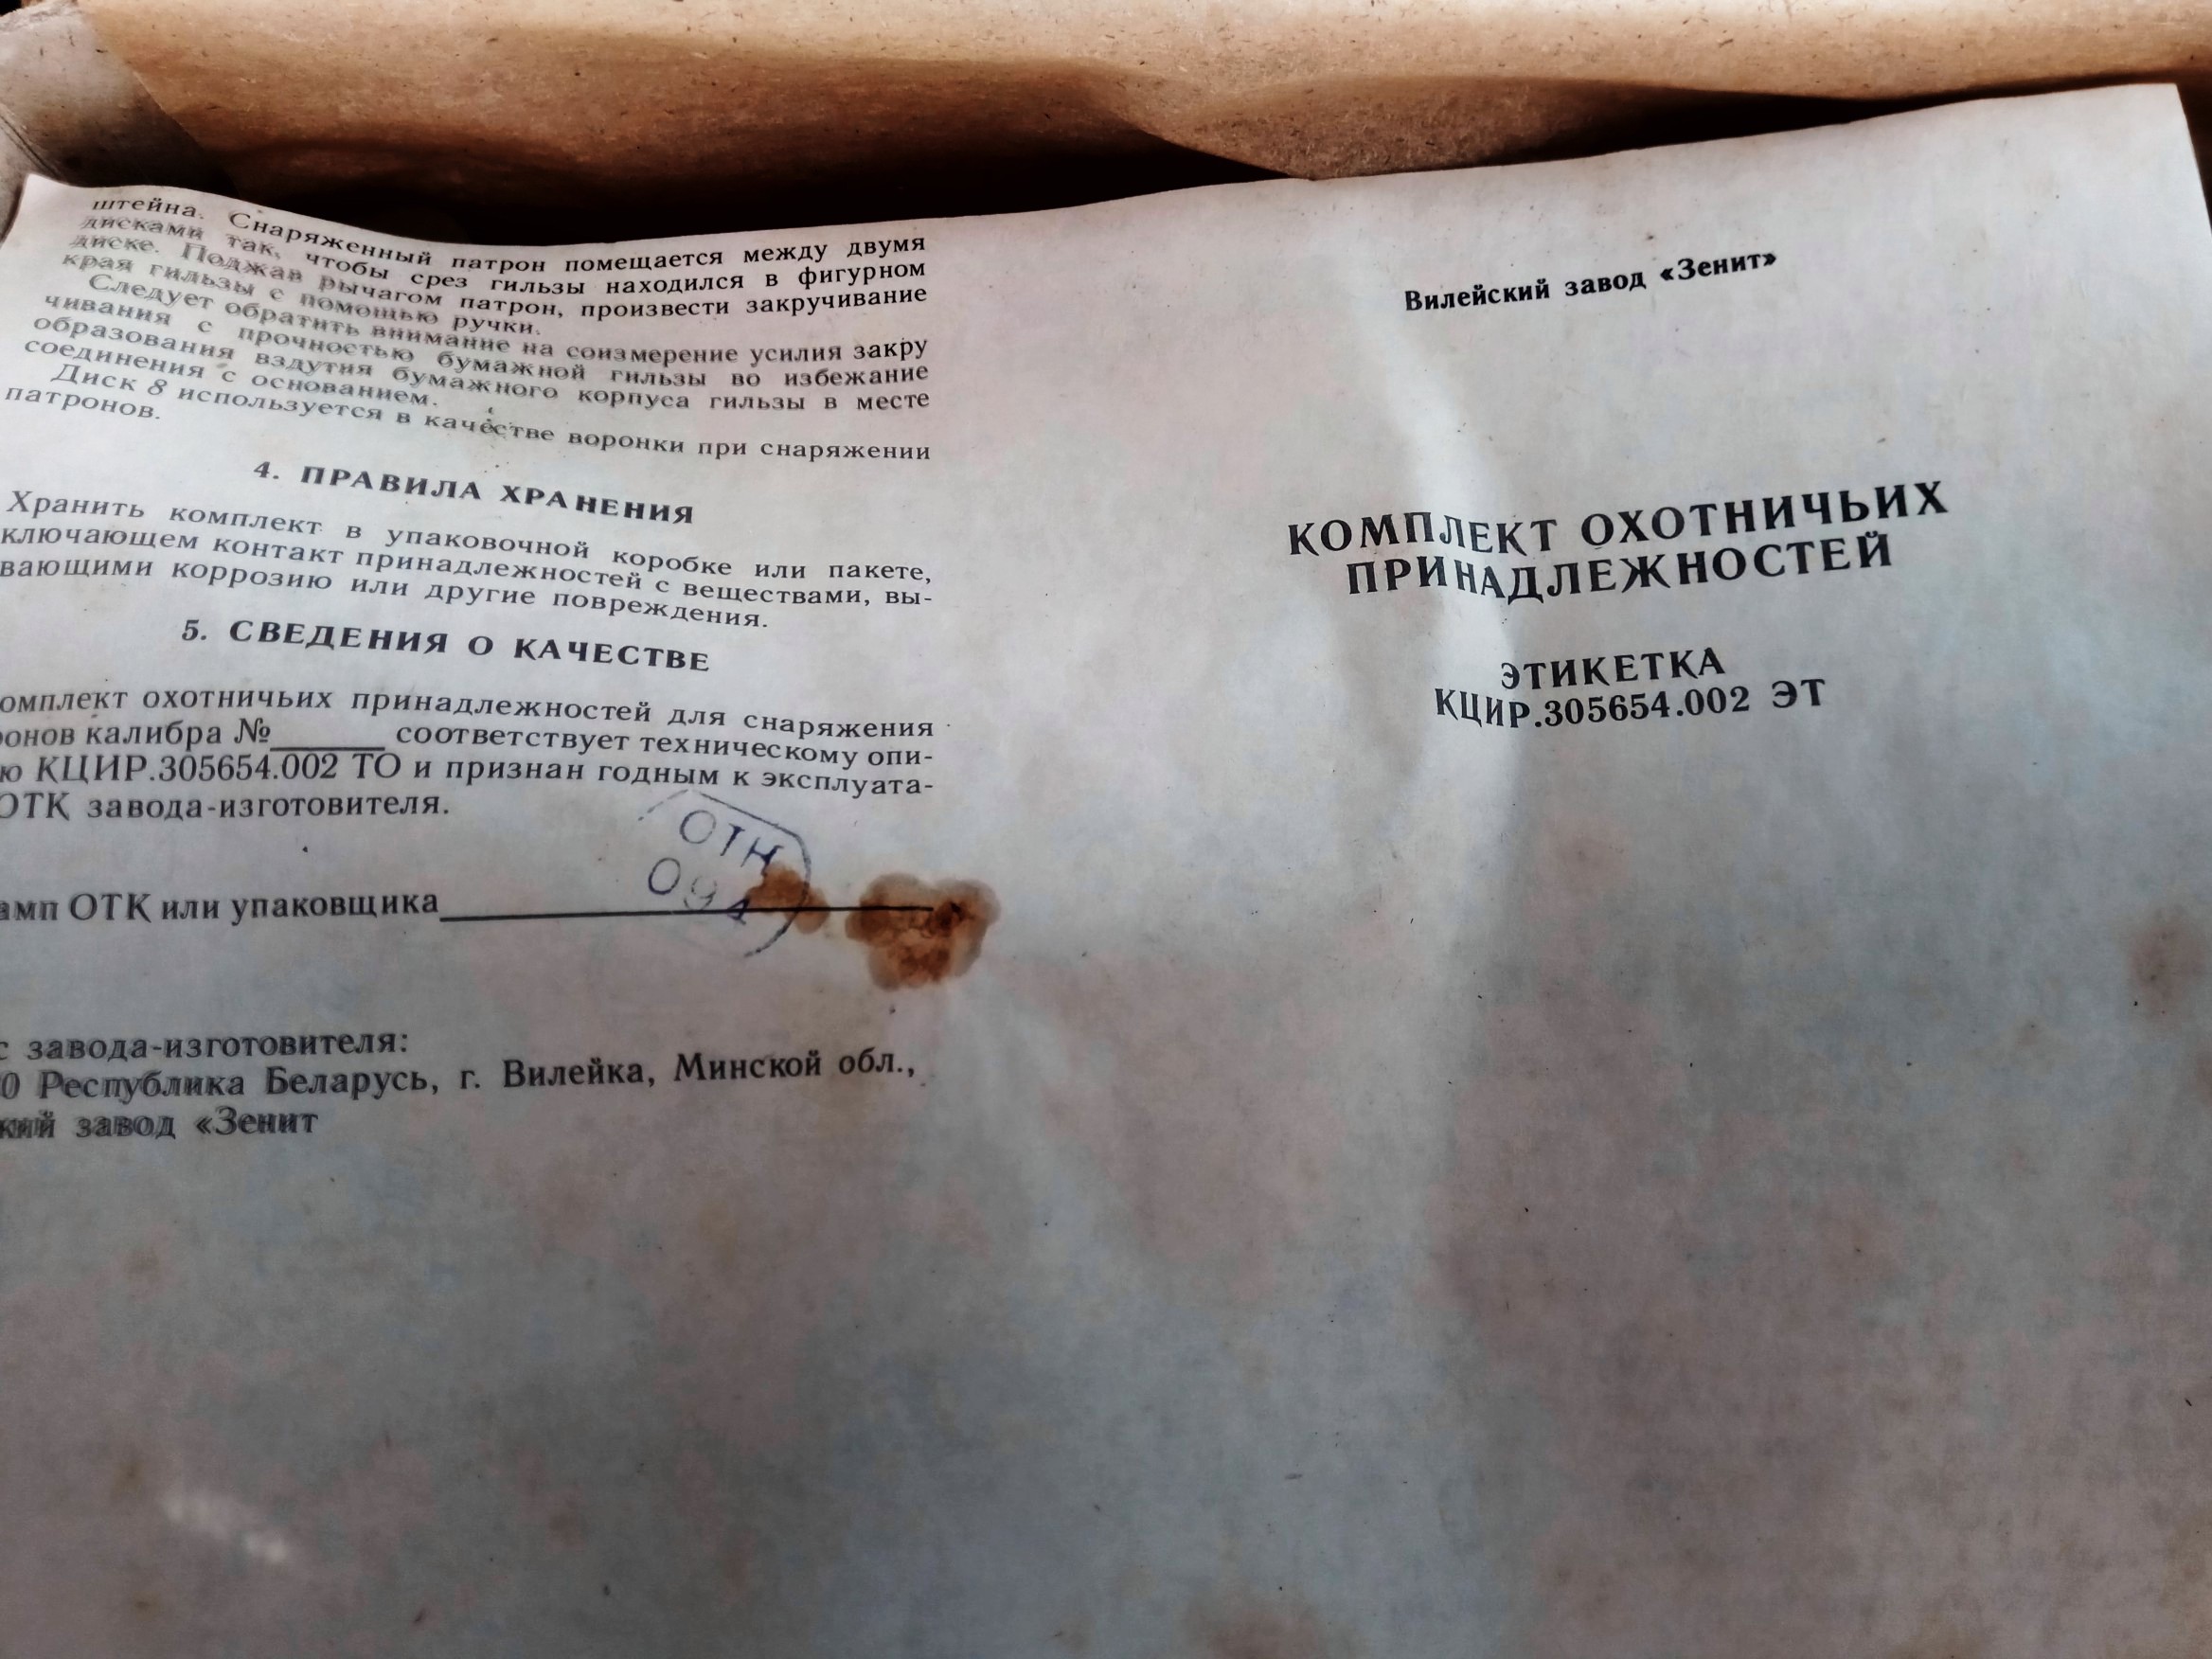 штейна. Снаряженный патрон помещается между двумя
дисками так, чтобы срез гильзы находился в фигурном
диске. Поджав рычагом патрон, произвести закручивание
края гильзы с помощью ручки.
Следует обратить внимание на соизмерение усилия закру
чивания с прочностью бумажной гильзы во избежание
образования вздутия бумажного корпуса гильзы в месте
соединения с основанием.
Диск 8 используется в качестве воронки при снаряжении
патронов.
4. ПРАВИЛА ХРАНЕНИЯ
Хранить комплект в упаковочной коробке или пакете,
ключающем контакт принадлежностей с веществами, вы-
вающими коррозию или другие повреждения.
5. СВЕДЕНИЯ О КАЧЕСТВЕ
омплект охотничьих принадлежностей для снаряжения
ронов калибра №______ соответствует техническому опи-
ю КЦИР.305654.002 ТО и признан годным к эксплуата-
ОТК завода-изготовителя.
амп ОТК или упаковщика
с завода-изготовителя:
0 Республика Беларусь, г. Вилейка, Минской обл.,
кий завод «Зенит
Вилейский завод «Зенит»
КОМПЛЕКТ ОХОТНИЧЬИХ
ПРИНАДЛЕЖНОСТЕЙ
ЭТИКЕТКА
КЦИР.305654.002 ЭТ